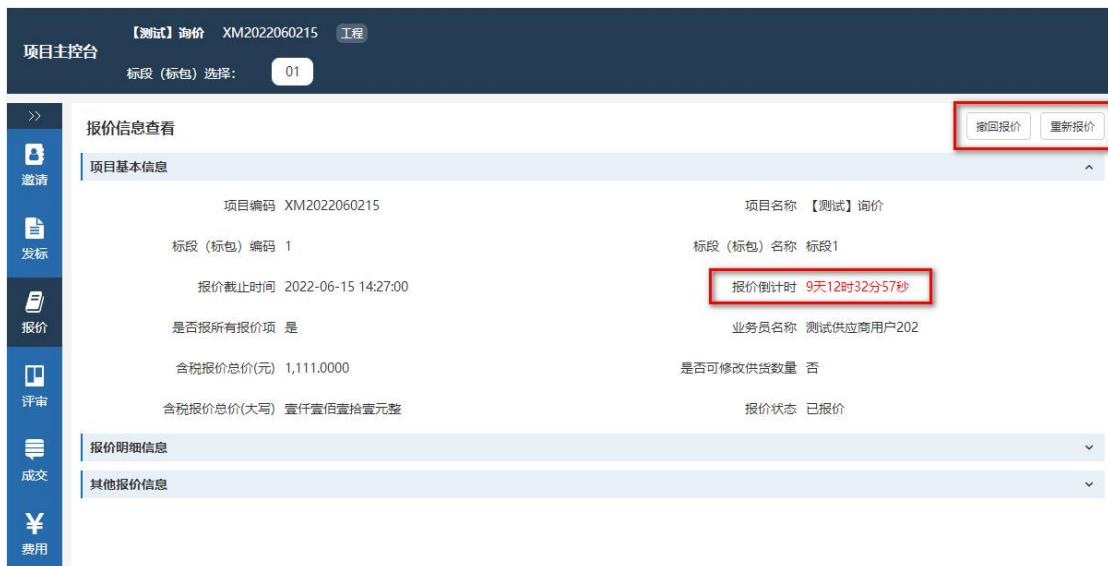 项目主控台
【测试】询价 XM2022060215 工程
标段（标包）选择： 01
邀请
发标
报价
评审
成交
费用
报价信息查看 撤回报价 重新报价
项目基本信息
项目编码 XM2022060215 项目名称 【测试】询价
标段（标包）编码 1 标段（标包）名称 标段1
报价截止时间 2022-06-15 14:27:00 报价倒计时 9天12时32分57秒
是否报所有报价项 是 业务员名称 测试供应商用户202
含税报价总价(元) 1,111.0000 是否可修改供货数量 否
含税报价总价(大写) 壹仟壹佰壹拾壹元整 报价状态 已报价
报价明细信息
其他报价信息